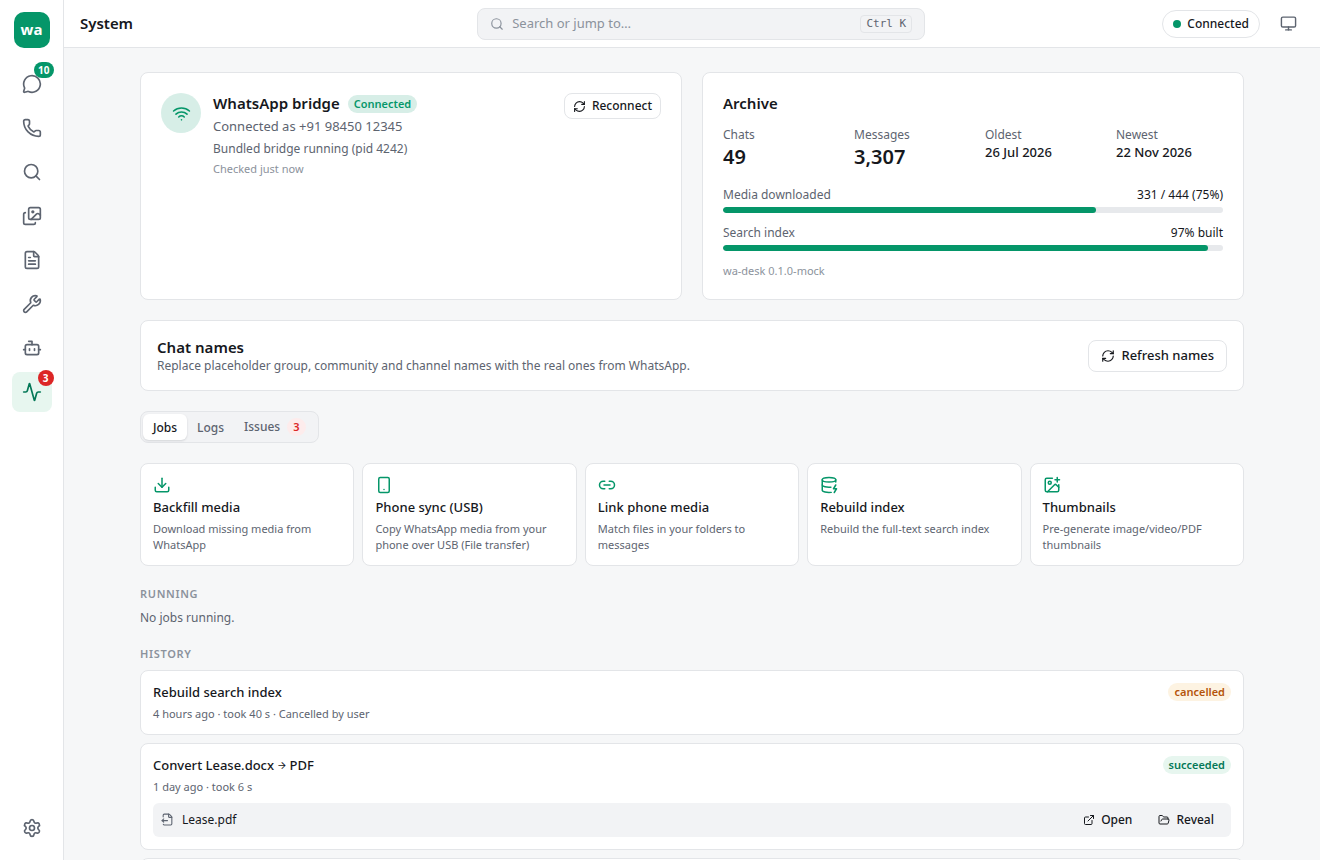 wa
System
Search or jump to...
Ctrl K
Connected
10
3
WhatsApp bridge
Connected
Reconnect
Connected as +91 98450 12345
Bundled bridge running (pid 4242)
Checked just now
Archive
Chats
Messages
Oldest
Newest
49
3,307
26 Jul 2026
22 Nov 2026
Media downloaded
331 / 444 (75%)
Search index
97% built
wa-desk 0.1.0-mock
Chat names
Replace placeholder group, community and channel names with the real ones from WhatsApp.
Refresh names
Jobs
Logs
Issues
3
Backfill media
Download missing media from
WhatsApp
Phone sync (USB)
Copy WhatsApp media from your
phone over USB (File transfer)
Link phone media
Match files in your folders to
messages
Rebuild index
Rebuild the full-text search index
Thumbnails
Pre-generate image/video/PDF
thumbnails
RUNNING
No jobs running.
HISTORY
Rebuild search index
cancelled
4 hours ago · took 40 s · Cancelled by user
Convert Lease.docx → PDF
succeeded
1 day ago · took 6 s
Lease.pdf
Open
Reveal